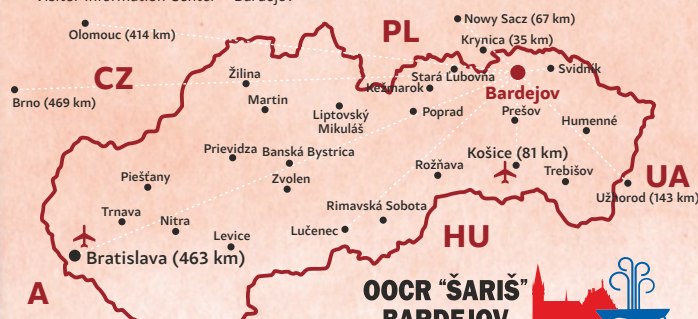 Visitor Information Center - Bardejov
Nowy Sacz (67 km)
Olomouc (414 km)
PL
Krynica (35 km)
CZ
Žilina
Stará Ľubovňa
Svidník
Kežmarok
Bardejov
Brno (469 km)
Martin
Liptovský
Mikuláš
Poprad
Prešov
Humenné
Prievidza
Banská Bystrica
Košice (81 km)
Piešťany
Zvolen
Rožňava
Trebišov
UA
Užhorod (143 km)
Trnava
Nitra
Rimavská Sobota
Levice
Lučenec
HU
Bratislava (463 km)
A
OOCR “ŠARIŠ”
BARDEJOV